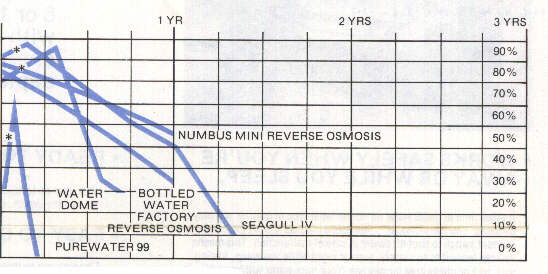 1 YR 2 YRS 3 YRS
90%
80%
70%
60%
NUMBUS MINI REVERSE OSMOSIS 50%
40%
30%
WATER
DOME
BOTTLED
WATER
FACTORY
REVERSE OSMOSIS
20%
SEAGULL IV 10%
PUREWATER 99 0%